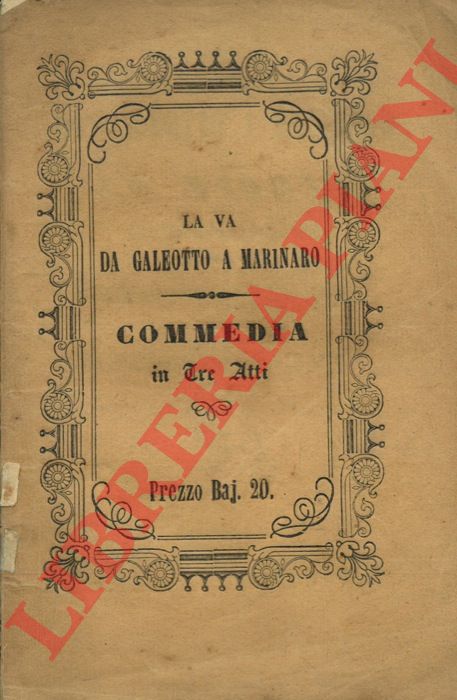 LA VA
DA GALEOTTO A MARINARO
COMMEDIA
in Tre Atti
Prezzo Baj. 20.
LIBRERIA PIANI